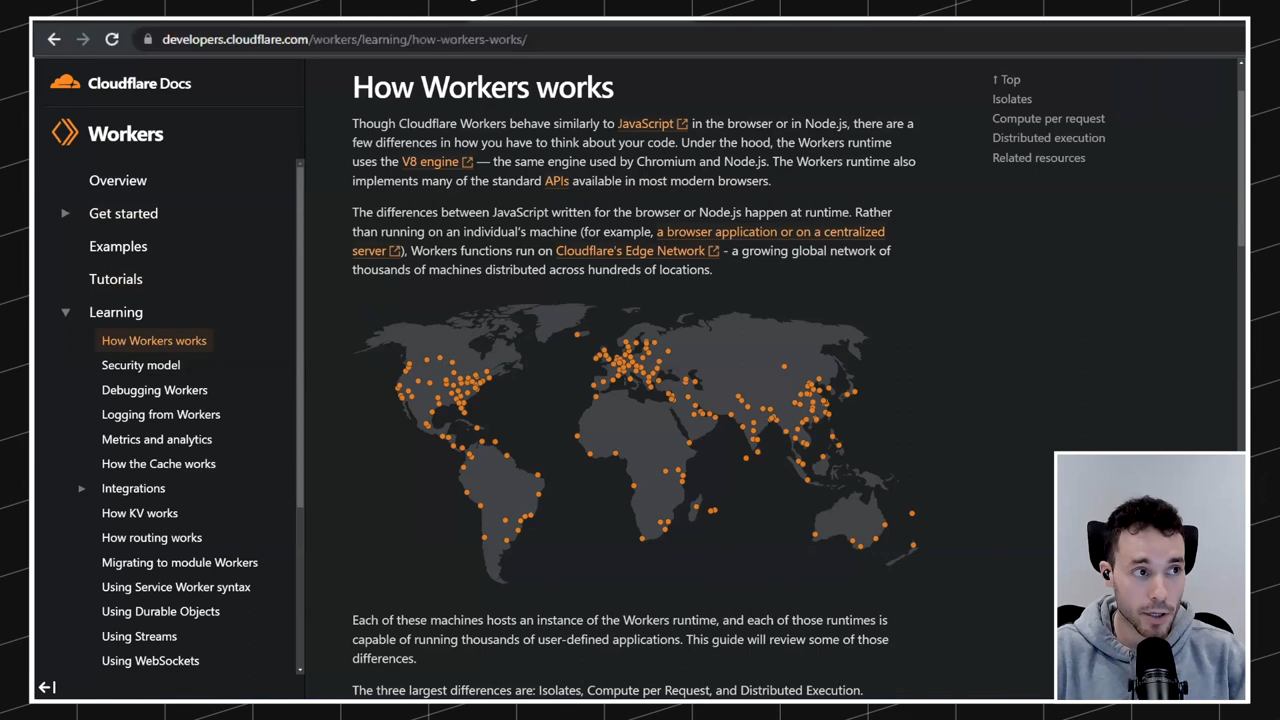 developers.cloudflare.com/workers/learning/how-workers-works/
Cloudflare Docs
Workers
Overview
Get started
Examples
Tutorials
Learning
How Workers works
Security model
Debugging Workers
Logging from Workers
Metrics and analytics
How the Cache works
Integrations
How KV works
How routing works
Migrating to module Workers
Using Service Worker syntax
Using Durable Objects
Using Streams
Using WebSockets
How Workers works
Though Cloudflare Workers behave similarly to JavaScript in the browser or in Node.js, there are a
few differences in how you have to think about your code. Under the hood, the Workers runtime
uses the V8 engine — the same engine used by Chromium and Node.js. The Workers runtime also
implements many of the standard APIs available in most modern browsers.
The differences between JavaScript written for the browser or Node.js happen at runtime. Rather
than running on an individual's machine (for example, a browser application or on a centralized
server), Workers functions run on Cloudflare's Edge Network - a growing global network of
thousands of machines distributed across hundreds of locations.
Each of these machines hosts an instance of the Workers runtime, and each of those runtimes is
capable of running thousands of user-defined applications. This guide will review some of those
differences.
The three largest differences are: Isolates, Compute per Request, and Distributed Execution.
↑ Top
Isolates
Compute per request
Distributed execution
Related resources